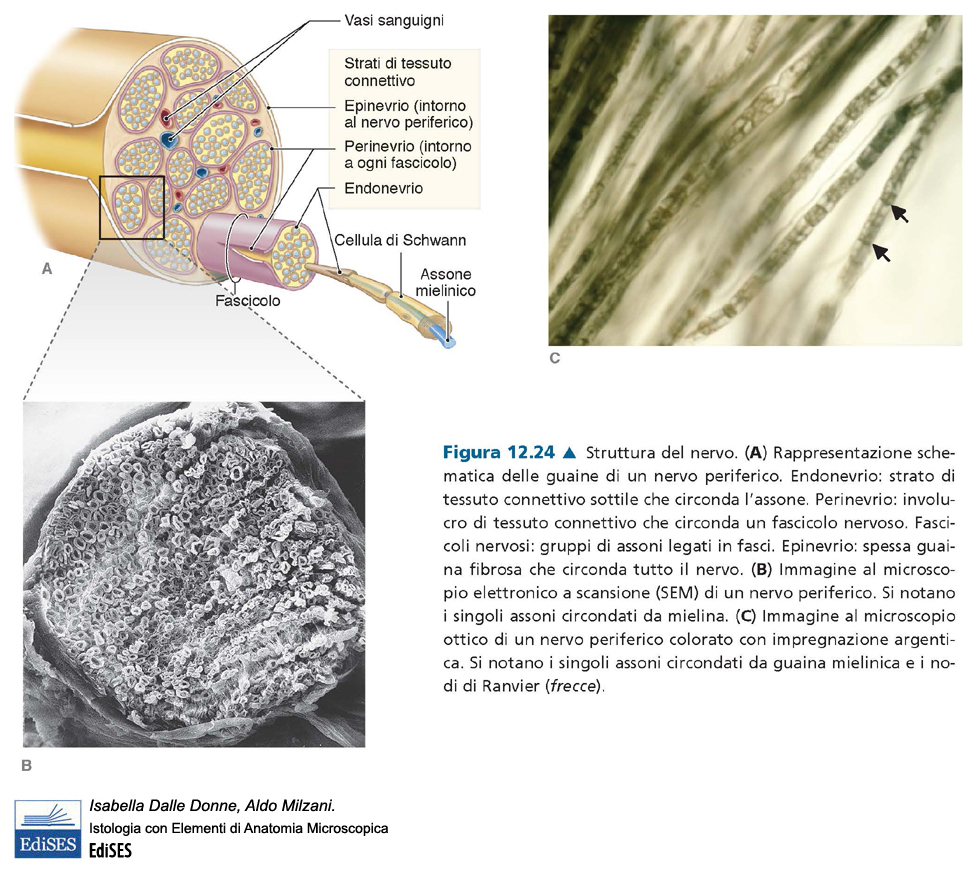 Vasi sanguigni
Strati di tessuto
connettivo
Epinevrio (intorno
al nervo periferico)
Perinevrio (intorno
a ogni fascicolo)
Endonevrio
Cellula di Schwann
Assone
mielinico
Fascicolo
A
C
B
Figura 12.24 ▲ Struttura del nervo. (A) Rappresentazione sche-
matica delle guaine di un nervo periferico. Endonevrio: strato di
tessuto connettivo sottile che circonda l'assone. Perinevrio: involu-
cro di tessuto connettivo che circonda un fascicolo nervoso. Fasci-
coli nervosi: gruppi di assoni legati in fasci. Epinevrio: spessa guai-
na fibrosa che circonda tutto il nervo. (B) Immagine al microsco-
pio elettronico a scansione (SEM) di un nervo periferico. Si notano
i singoli assoni circondati da mielina. (C) Immagine al microscopio
ottico di un nervo periferico colorato con impregnazione argenti-
ca. Si notano i singoli assoni circondati da guaina mielinica e i no-
di di Ranvier (frecce).
Isabella Dalle Donne, Aldo Milzani.
Istologia con Elementi di Anatomia Microscopica
EdiSES
EdiSES